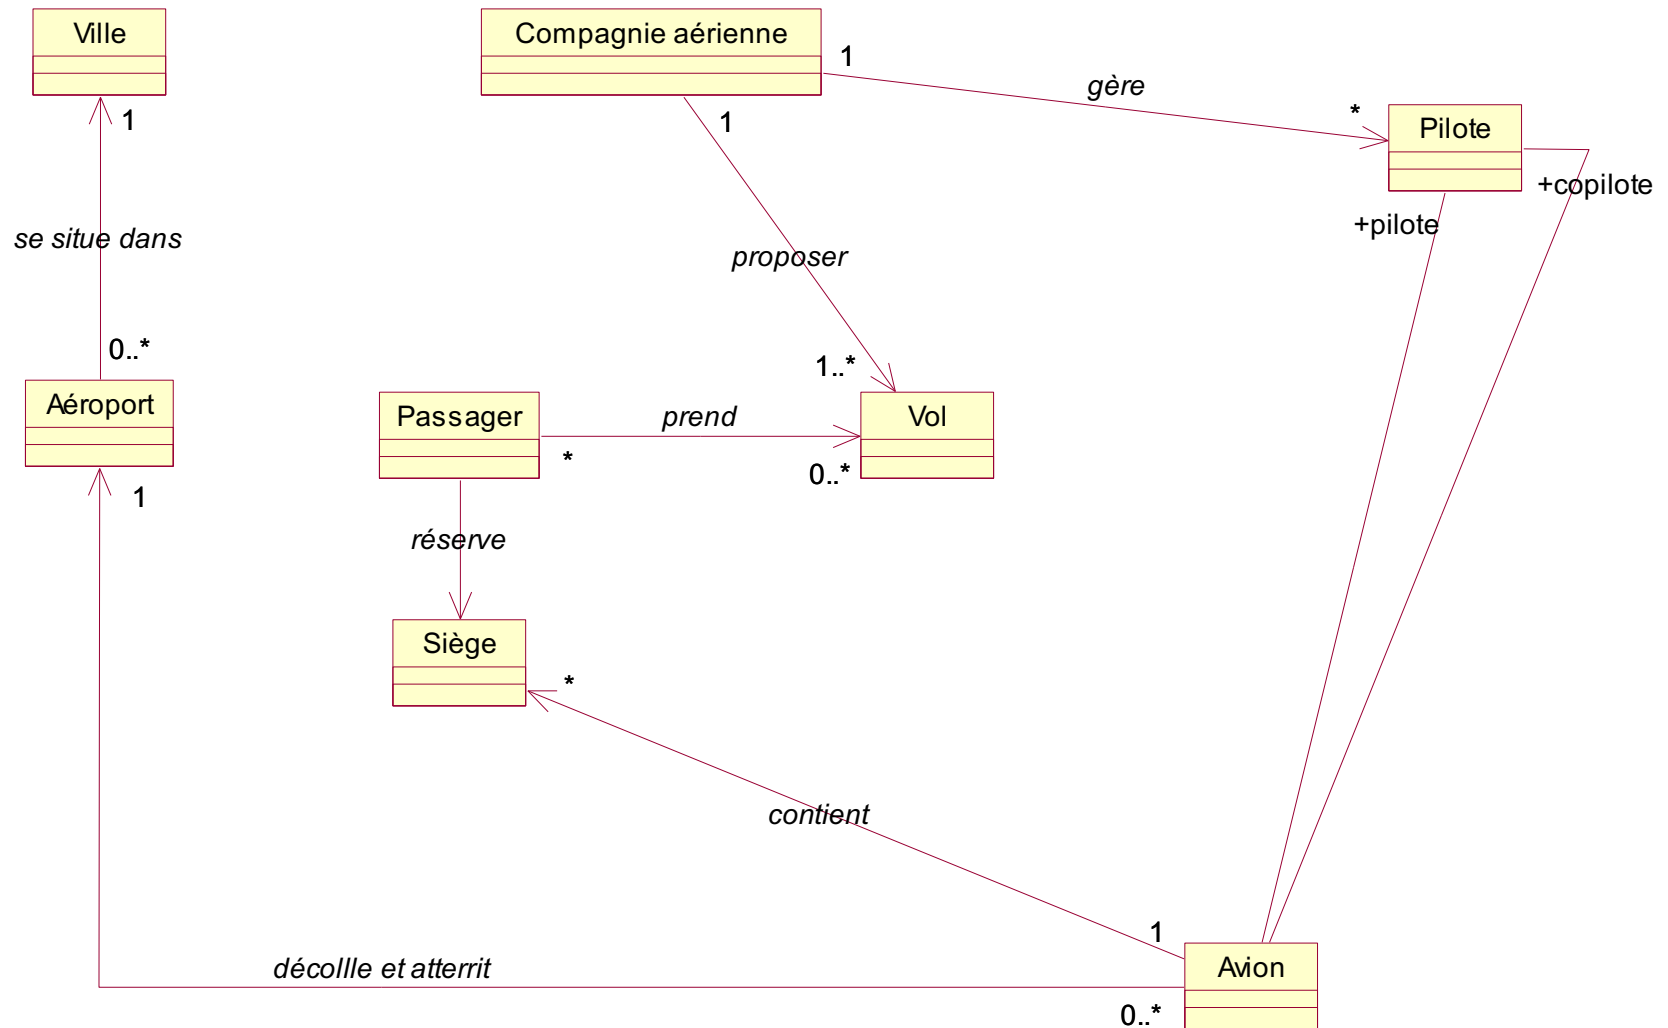 Ville
Compagnie aérienne
1
gère
*
Pilote
1
1
+copilote
+pilote
se situe dans
proposer
0..*
1..*
Aéroport
Passager
prend
Vol
*
0..*
1
réserve
Siège
*
contient
1
décollle et atterrit
Avion
0..*